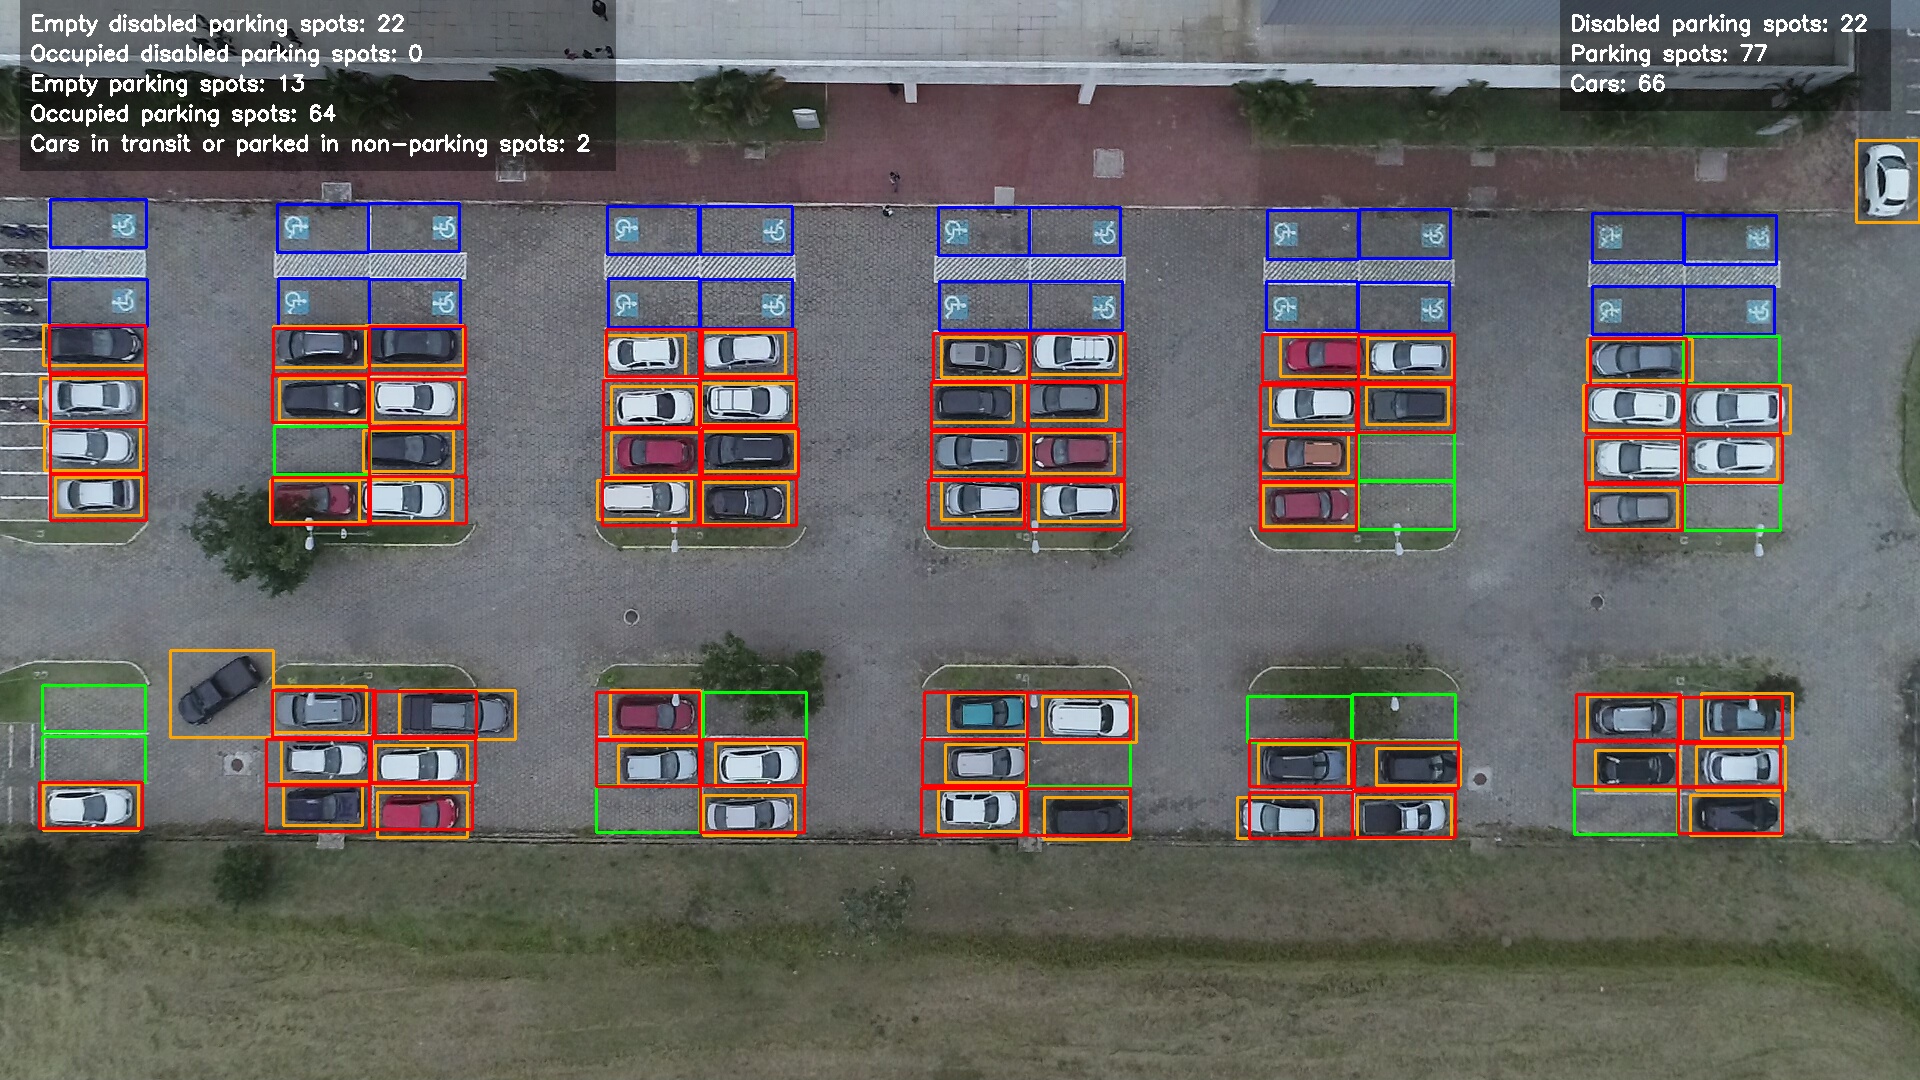 Empty disabled parking spots: 22
Occupied disabled parking spots: 0
Empty parking spots: 13
Occupied parking spots: 64
Cars in transit or parked in non-parking spots: 2
Disabled parking spots: 22
Parking spots: 77
Cars: 66